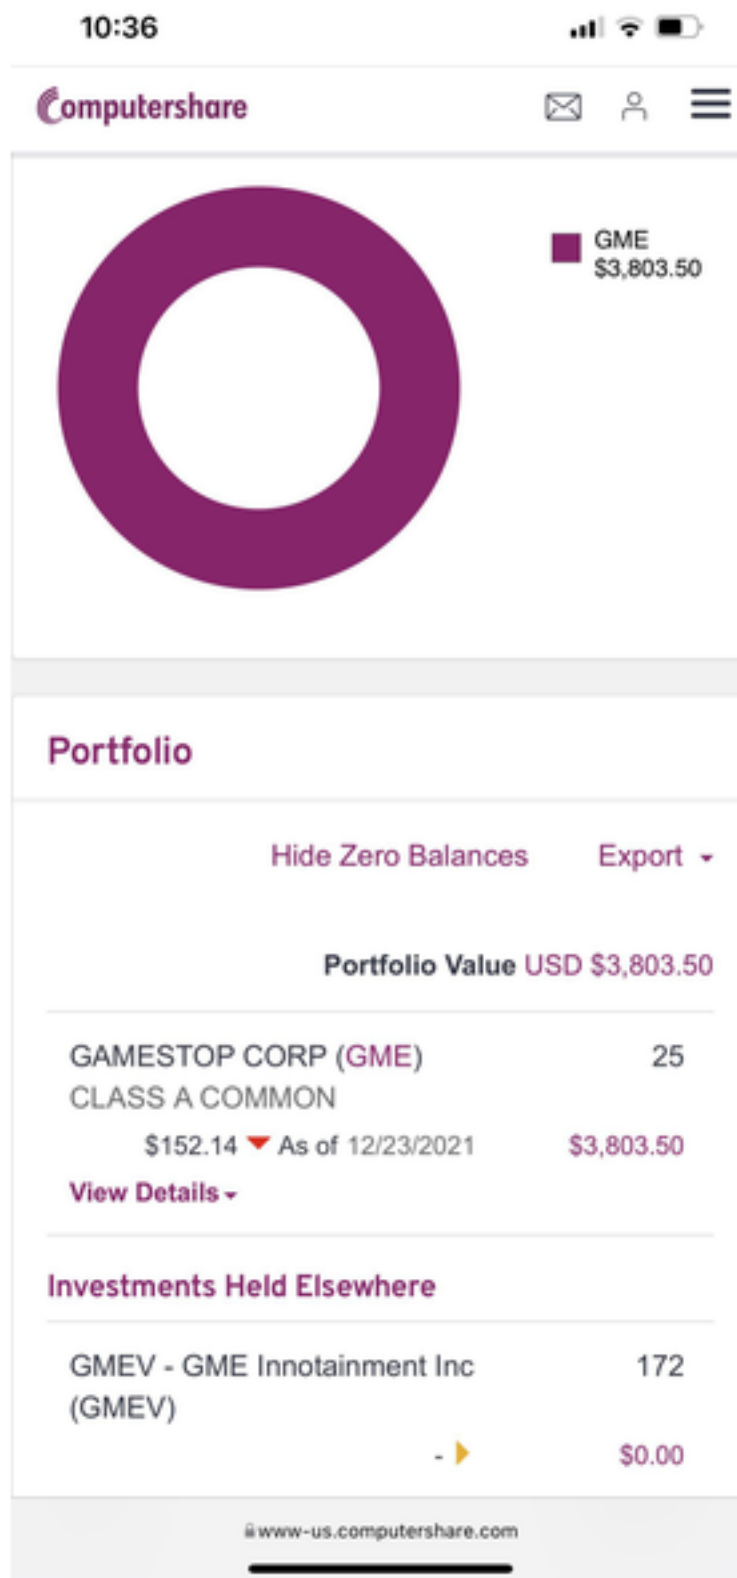 10:36
Computershare
GME
$3,803.50
Portfolio
Hide Zero Balances Export
Portfolio Value USD $3,803.50
GAMESTOP CORP (GME) 25
CLASS A COMMON
$152.14 As of 12/23/2021 $3,803.50
View Details
Investments Held Elsewhere
GMEV - GME Innotainment Inc 172
(GMEV)
- $0.00
www-us.computershare.com